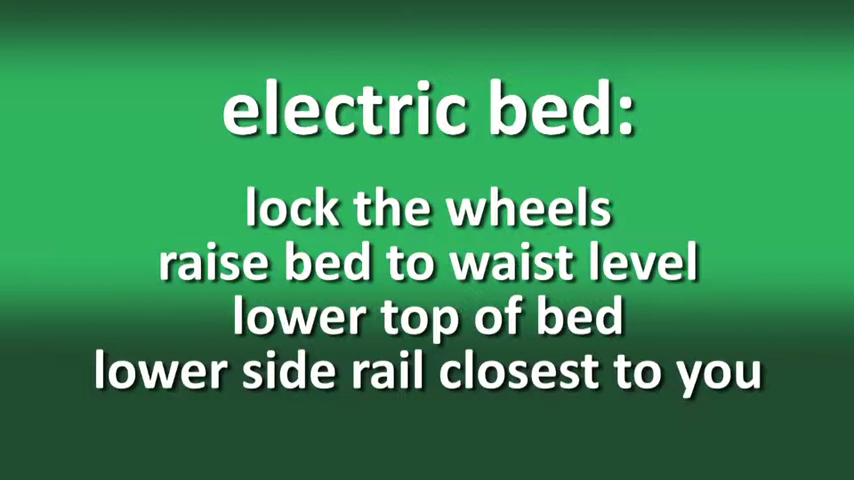 electric bed:
lock the wheels
raise bed to waist level
lower top of bed
lower side rail closest to you